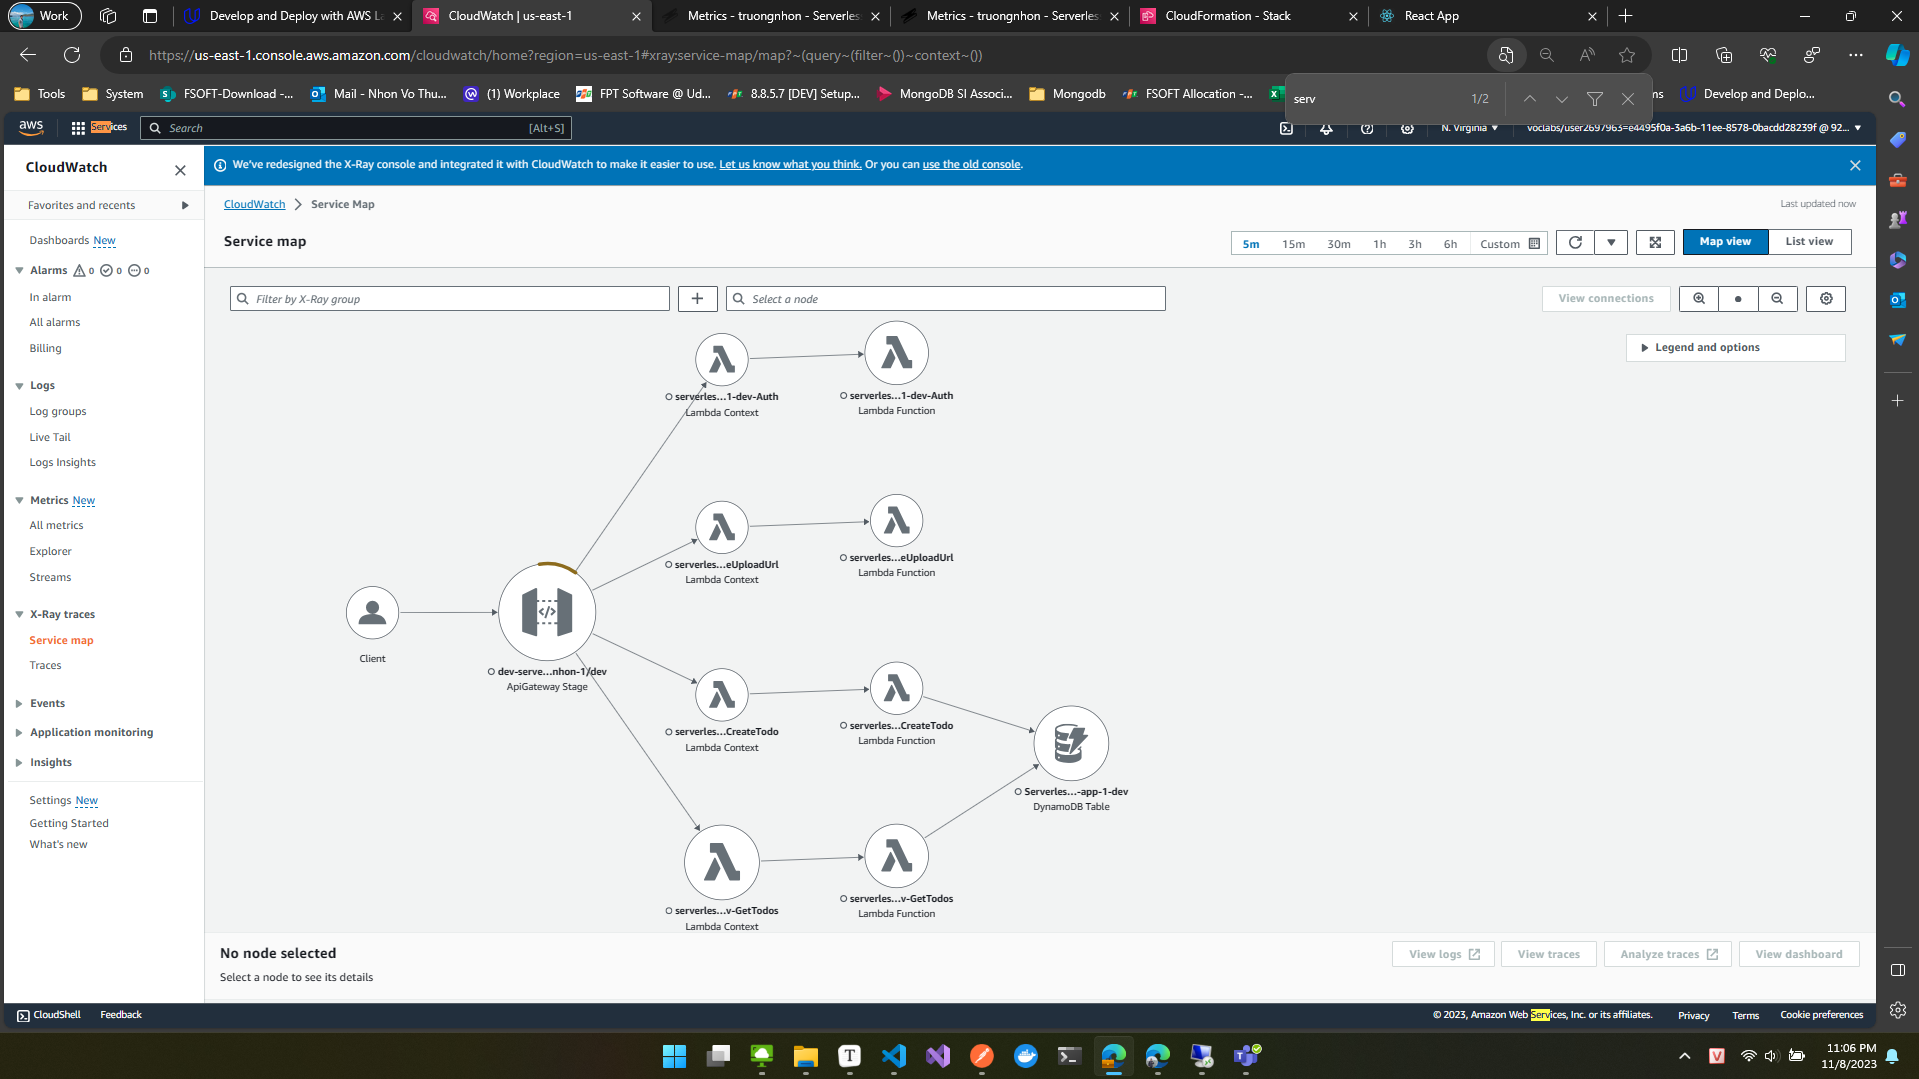 Work
Develop and Deploy with AWS La
CloudWatch | us-east-1
Metrics - truongnhon - Serverless
Metrics - truongnhon - Serverless
CloudFormation - Stack
React App
https://us-east-1.console.aws.amazon.com/cloudwatch/home?region=us-east-1#xray:service-map/map?~(query~(filter~())~context~())
Tools
System
FSOFT-Download -...
Mail - Nhon Vo Thu...
(1) Workplace
FPT Software @ Ud...
8.8.5.7 [DEV] Setup...
MongoDB SI Associ...
Mongodb
FSOFT Allocation -...
ms
Develop and Deplo...
serv
1/2
aws
Services
Search
[Alt+S]
N. Virginia
voclabs/user2697963=e4495f0a-3a6b-11ee-8578-0bacdd28239f @ 92...
CloudWatch
Favorites and recents
Dashboards New
Alarms 0 0 0
In alarm
All alarms
Billing
Logs
Log groups
Live Tail
Logs Insights
Metrics New
All metrics
Explorer
Streams
X-Ray traces
Service map
Traces
Events
Application monitoring
Insights
Settings New
Getting Started
What's new
We've redesigned the X-Ray console and integrated it with CloudWatch to make it easier to use. Let us know what you think. Or you can use the old console.
CloudWatch
Service Map
Last updated now
Service map
5m
15m
30m
1h
3h
6h
Custom
Map view
List view
Filter by X-Ray group
Select a node
View connections
Legend and options
serverles...1-dev-Auth
Lambda Context
serverles...1-dev-Auth
Lambda Function
serverles...eUploadUrl
Lambda Context
serverles...eUploadUrl
Lambda Function
Client
dev-serve...nhon-1/dev
ApiGateway Stage
serverles...CreateTodo
Lambda Context
serverles...CreateTodo
Lambda Function
Serverles...-app-1-dev
DynamoDB Table
serverles...v-GetTodos
Lambda Context
serverles...v-GetTodos
Lambda Function
No node selected
Select a node to see its details
View logs
View traces
Analyze traces
View dashboard
CloudShell
Feedback
© 2023, Amazon Web Services, Inc. or its affiliates.
Privacy
Terms
Cookie preferences
11:06 PM
11/8/2023